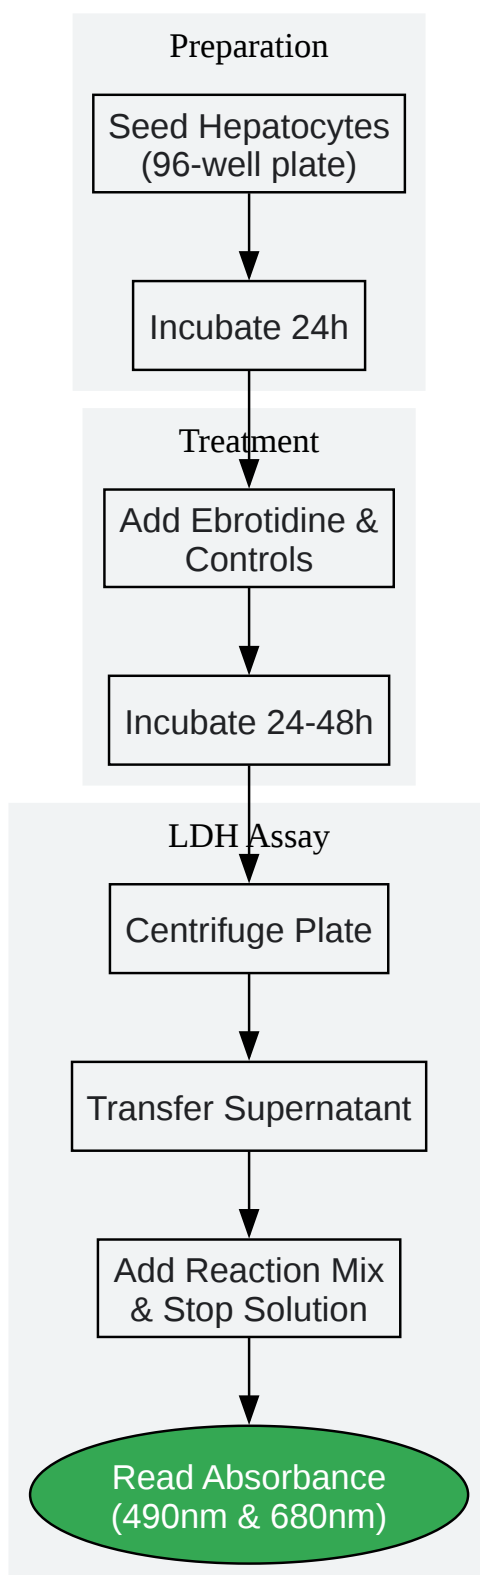 Preparation
Seed Hepatocytes
(96-well plate)
Incubate 24h
Treatment
Add Ebrotidine &
Controls
Incubate 24-48h
LDH Assay
Centrifuge Plate
Transfer Supernatant
Add Reaction Mix
& Stop Solution
Read Absorbance
(490nm & 680nm)